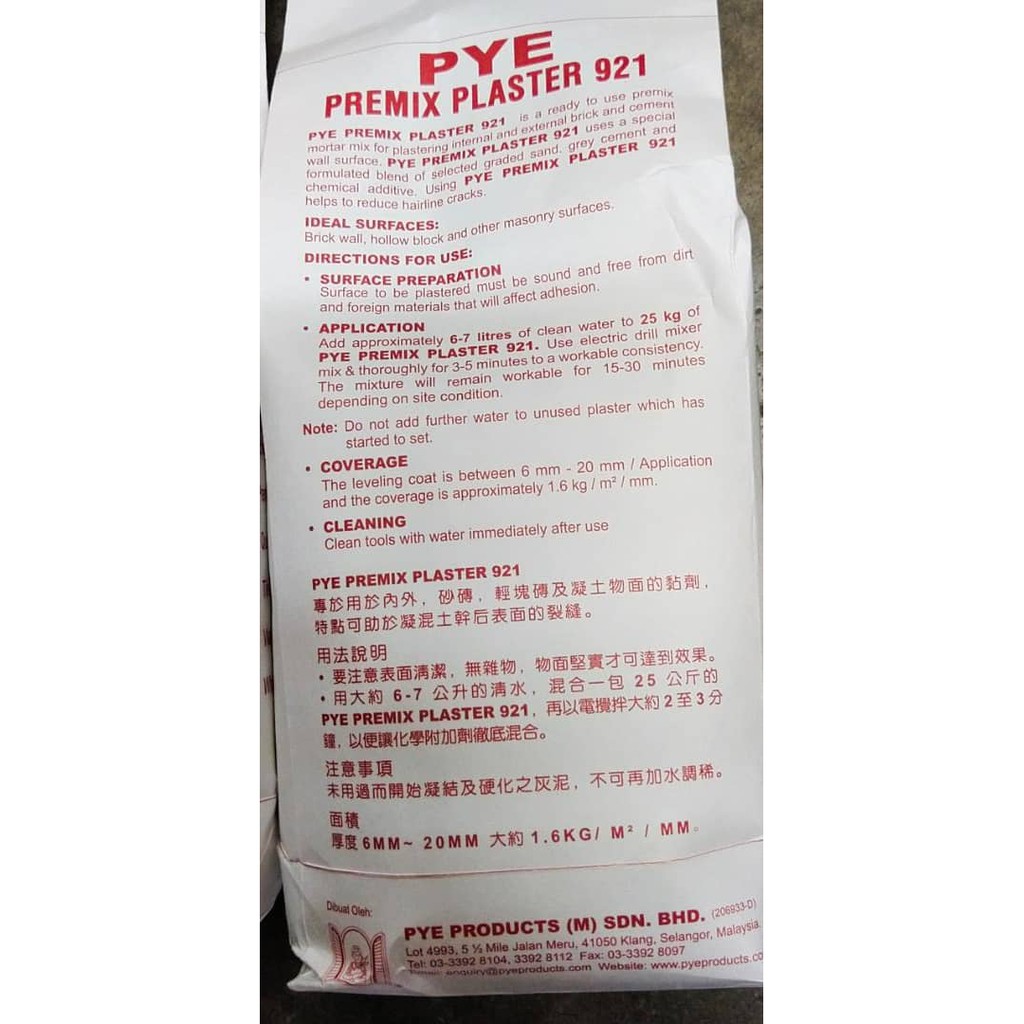 PYE
PREMIX PLASTER 921
PYE PREMIX PLASTER 921 is a ready to use premix
mortar mix for plastering internal and external brick and cement
wall surface. PYE PREMIX PLASTER 921 uses a special
formulated blend of selected graded sand, grey cement and
chemical additive. Using PYE PREMIX PLASTER 921
helps to reduce hairline cracks.
IDEAL SURFACES:
Brick wall, hollow block and other masonry surfaces.
DIRECTIONS FOR USE:
• SURFACE PREPARATION
Surface to be plastered must be sound and free from dirt
and foreign materials that will affect adhesion.
• APPLICATION
Add approximately 6-7 litres of clean water to 25 kg of
PYE PREMIX PLASTER 921. Use electric drill mixer
mix & thoroughly for 3-5 minutes to a workable consistency.
The mixture will remain workable for 15-30 minutes
depending on site condition.
Note: Do not add further water to unused plaster which has
started to set.
• COVERAGE
The leveling coat is between 6 mm - 20 mm / Application
and the coverage is approximately 1.6 kg / m² / mm.
• CLEANING
Clean tools with water immediately after use
PYE PREMIX PLASTER 921
專於用於內外，砂磚，輕塊磚及凝土物面的黏劑，
特點可助於凝混土幹后表面的裂縫。
用法說明
• 要注意表面淸潔，無雜物，物面堅實才可達到效果。
• 用大約 6-7 公升的淸水，混合一包 25 公斤的
PYE PREMIX PLASTER 921，再以電攪拌大約 2 至 3 分
鐘，以便讓化學附加劑徹底混合。
注意事項
未用過而開始凝結及硬化之灰泥，不可再加水調稀。
面積
厚度 6MM~ 20MM 大約 1.6KG/ M² / MM。
Dibuat Oleh:
PYE PRODUCTS (M) SDN. BHD. (206933-D)
Lot 4993, 5 ½ Mile Jalan Meru, 41050 Klang, Selangor, Malaysia.
Tel: 03-3392 8104, 3392 8112 Fax: 03-3392 8097
Email: enquiry@pyeproducts.com Website: www.pyeproducts.co